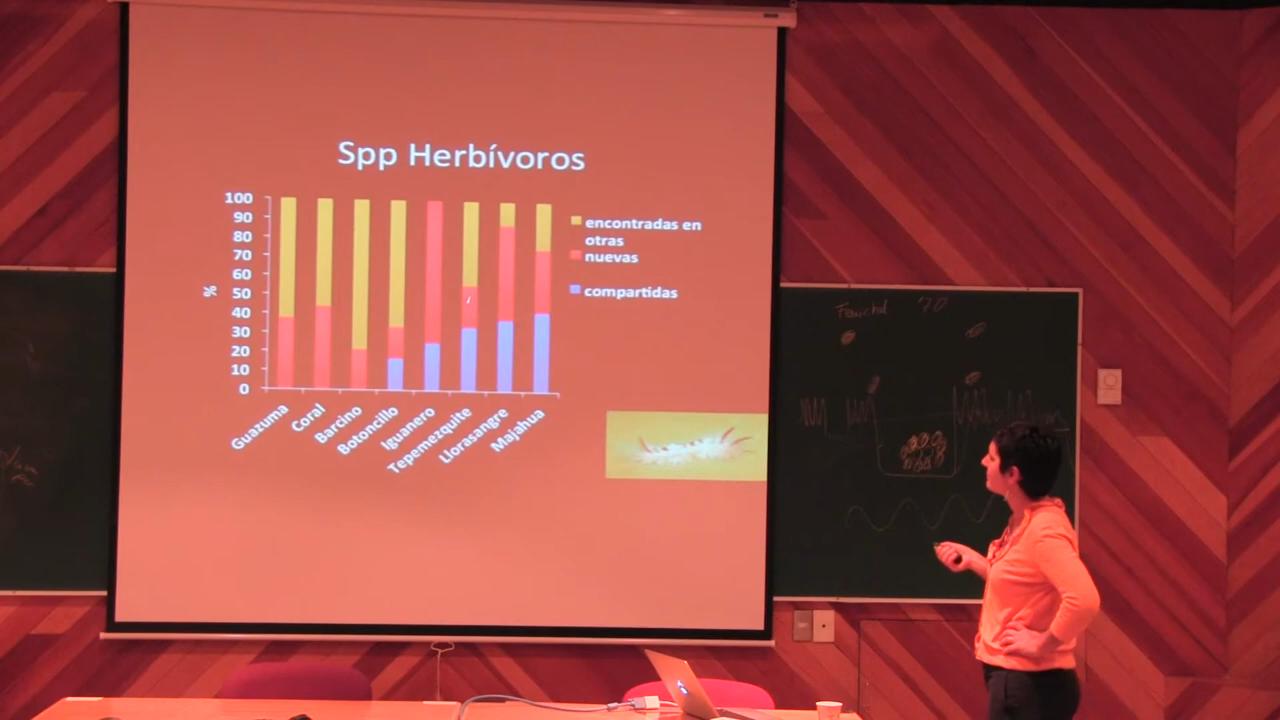 Spp Herbívoros
100
90
80
70
60
50
40
30
20
10
0
%
encontradas en
otras
nuevas
compartidas
Guazuma
Coral
Barcino
Botoncillo
Iguanero
Tepemezquite
Llorasangre
Majahua
70